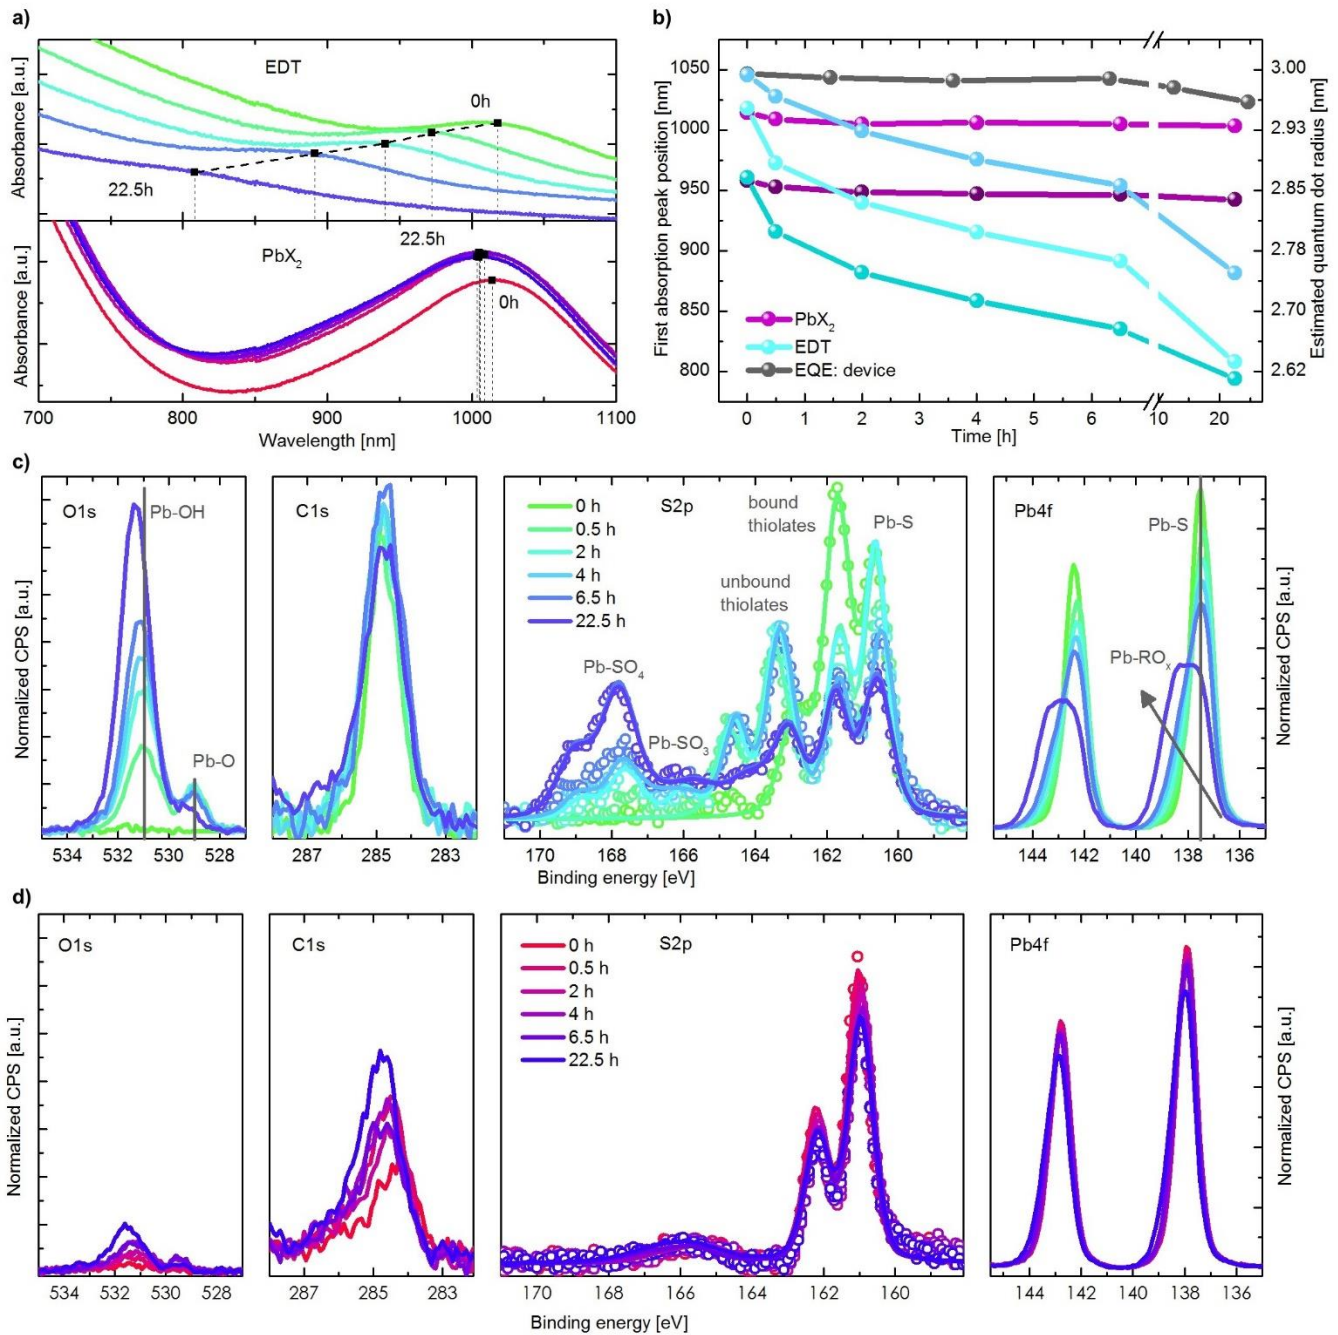 a)
EDT
0h
22.5h
Absorbance [a.u.]
PbX₂
22.5h
0h
Absorbance [a.u.]
700 800 900 1000 1100
Wavelength [nm]
b)
1050
1000
950
900
850
800
First absorption peak position [nm]
3.00
2.93
2.85
2.78
2.70
2.62
Estimated quantum dot radius [nm]
PbX₂
EDT
EQE: device
0 2 4 6 10 20
Time [h]
c)
O1s
Pb-OH
Pb-O
Normalized CPS [a.u.]
534 531 528
C1s
287 285 283
S2p
0 h
0.5 h
2 h
4 h
6.5 h
22.5 h
bound
thiolates
Pb-S
unbound
thiolates
Pb-SO₄
Pb-SO₃
170 168 166 164 162 160
Pb4f
Pb-S
Pb-ROₓ
144 142 140 138 136
Normalized CPS [a.u.]
Binding energy [eV]
d)
O1s
Normalized CPS [a.u.]
534 531 528
C1s
287 285 283
S2p
0 h
0.5 h
2 h
4 h
6.5 h
22.5 h
170 168 166 164 162 160
Pb4f
144 142 140 138 136
Normalized CPS [a.u.]
Binding energy [eV]